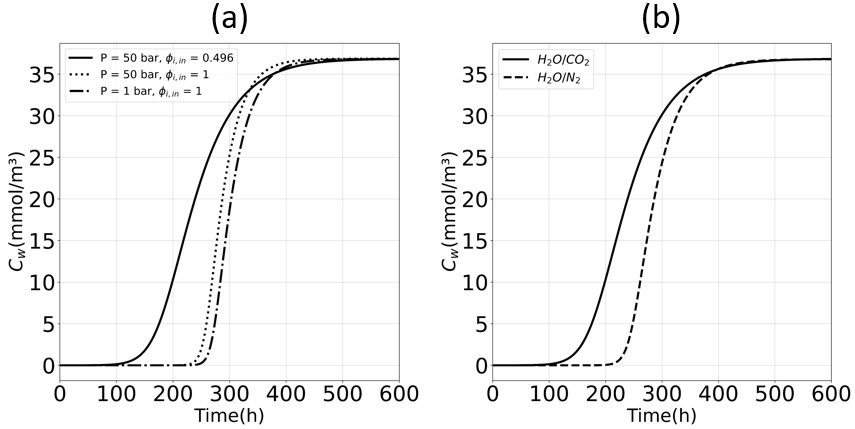 (a)
P = 50 bar, ϕi,in = 0.496
P = 50 bar, ϕi,in = 1
P = 1 bar, ϕi,in = 1
35
30
25
20
15
10
5
0
Cw(mmol/m³)
0 100 200 300 400 500 600
Time(h)
(b)
H2O/CO2
H2O/N2
35
30
25
20
15
10
5
0
Cw(mmol/m³)
0 100 200 300 400 500 600
Time(h)